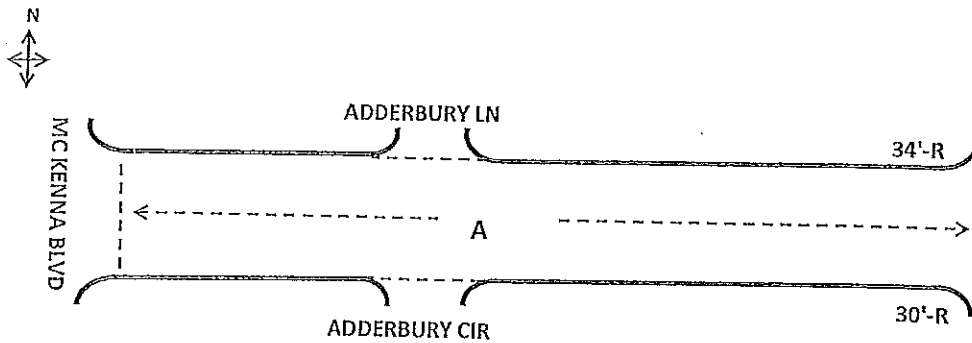 N
ADDERBURY LN
MC KENNA BLVD
34'-R
A
30'-R
ADDERBURY CIR